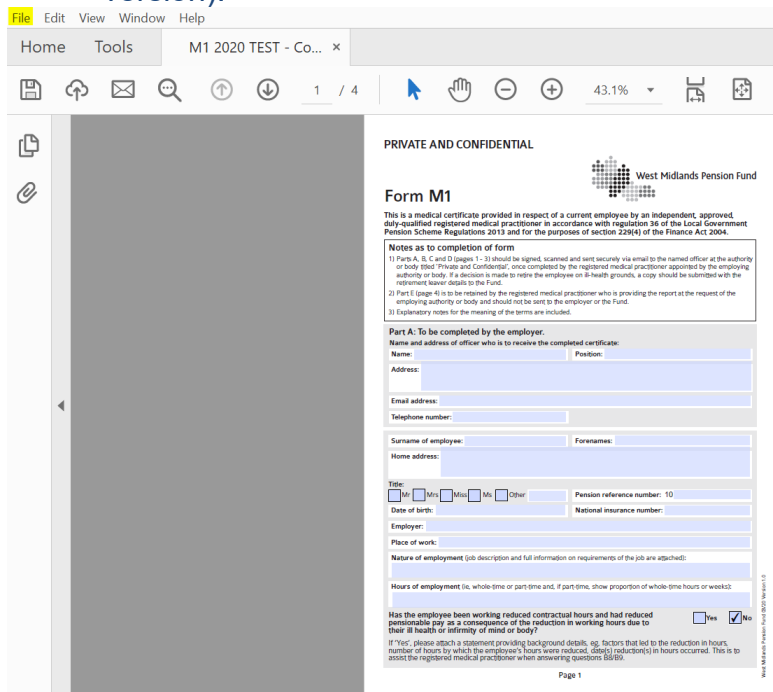 File Edit View Window Help
Home Tools M1 2020 TEST - Co... ×
1 / 4 43.1%
PRIVATE AND CONFIDENTIAL
West Midlands Pension Fund
Form M1
This is a medical certificate provided in respect of a current employee by an independent, approved,
duly-qualified registered medical practitioner in accordance with regulation 36 of the Local Government
Pension Scheme Regulations 2013 and for the purposes of section 229(4) of the Finance Act 2004.
Notes as to completion of form
1) Parts A, B, C and D (pages 1 - 3) should be signed, scanned and sent securely via email to the named officer at the authority
or body titled 'Private and Confidential', once completed by the registered medical practitioner appointed by the employing
authority or body. If a decision is made to retire the employee on ill-health grounds, a copy should be submitted with the
retirement leaver details to the Fund.
2) Part E (page 4) is to be retained by the registered medical practitioner who is providing the report at the request of the
employing authority or body and should not be sent to the employer or the Fund.
3) Explanatory notes for the meaning of the terms are included.
Part A: To be completed by the employer.
Name and address of officer who is to receive the completed certificate:
Name: Position:
Address:
Email address:
Telephone number:
Surname of employee: Forenames:
Home address:
Title:
Mr Mrs Miss Ms Other Pension reference number: 10
Date of birth: National insurance number:
Employer:
Place of work:
Nature of employment (job description and full information on requirements of the job are attached):
Hours of employment (ie, whole-time or part-time and, if part-time, show proportion of whole-time hours or weeks):
Has the employee been working reduced contractual hours and had reduced
pensionable pay as a consequence of the reduction in working hours due to
their ill health or infirmity of mind or body?
Yes No
If 'Yes', please attach a statement providing background details, eg, factors that led to the reduction in hours,
number of hours by which the employee's hours were reduced, date(s) reduction(s) in hours occurred. This is to
assist the registered medical practitioner when answering questions B8/B9.
Page 1
West Midlands Pension Fund 09/20 Version 1.0